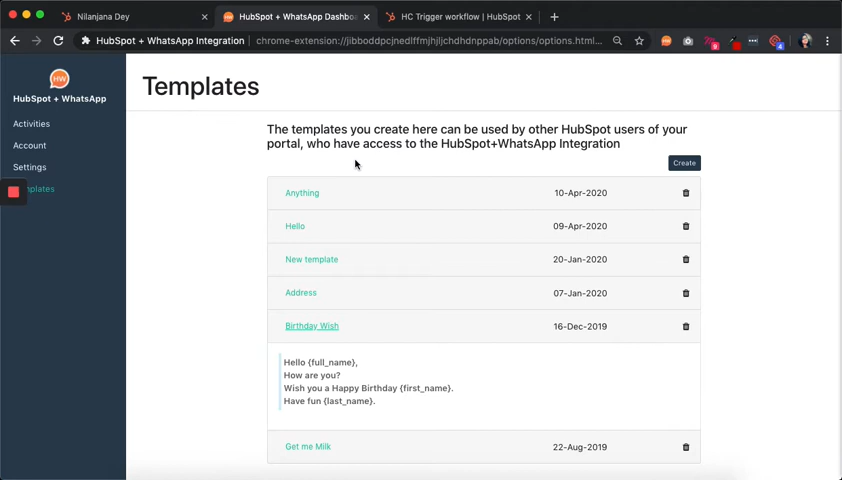 Nilanjana Dey
HubSpot + WhatsApp Dashboa
HC Trigger workflow | HubSpot
HubSpot + WhatsApp Integration
chrome-extension://jibboddpcjnedlffmjhjljchdhdnppab/options/options.html...
9
4
HW
HubSpot + WhatsApp
Activities
Account
Settings
mplates
Templates
The templates you create here can be used by other HubSpot users of your
portal, who have access to the HubSpot+WhatsApp Integration
Create
Anything 10-Apr-2020
Hello 09-Apr-2020
New template 20-Jan-2020
Address 07-Jan-2020
Birthday Wish 16-Dec-2019
Hello {full_name},
How are you?
Wish you a Happy Birthday {first_name}.
Have fun {last_name}.
Get me Milk 22-Aug-2019